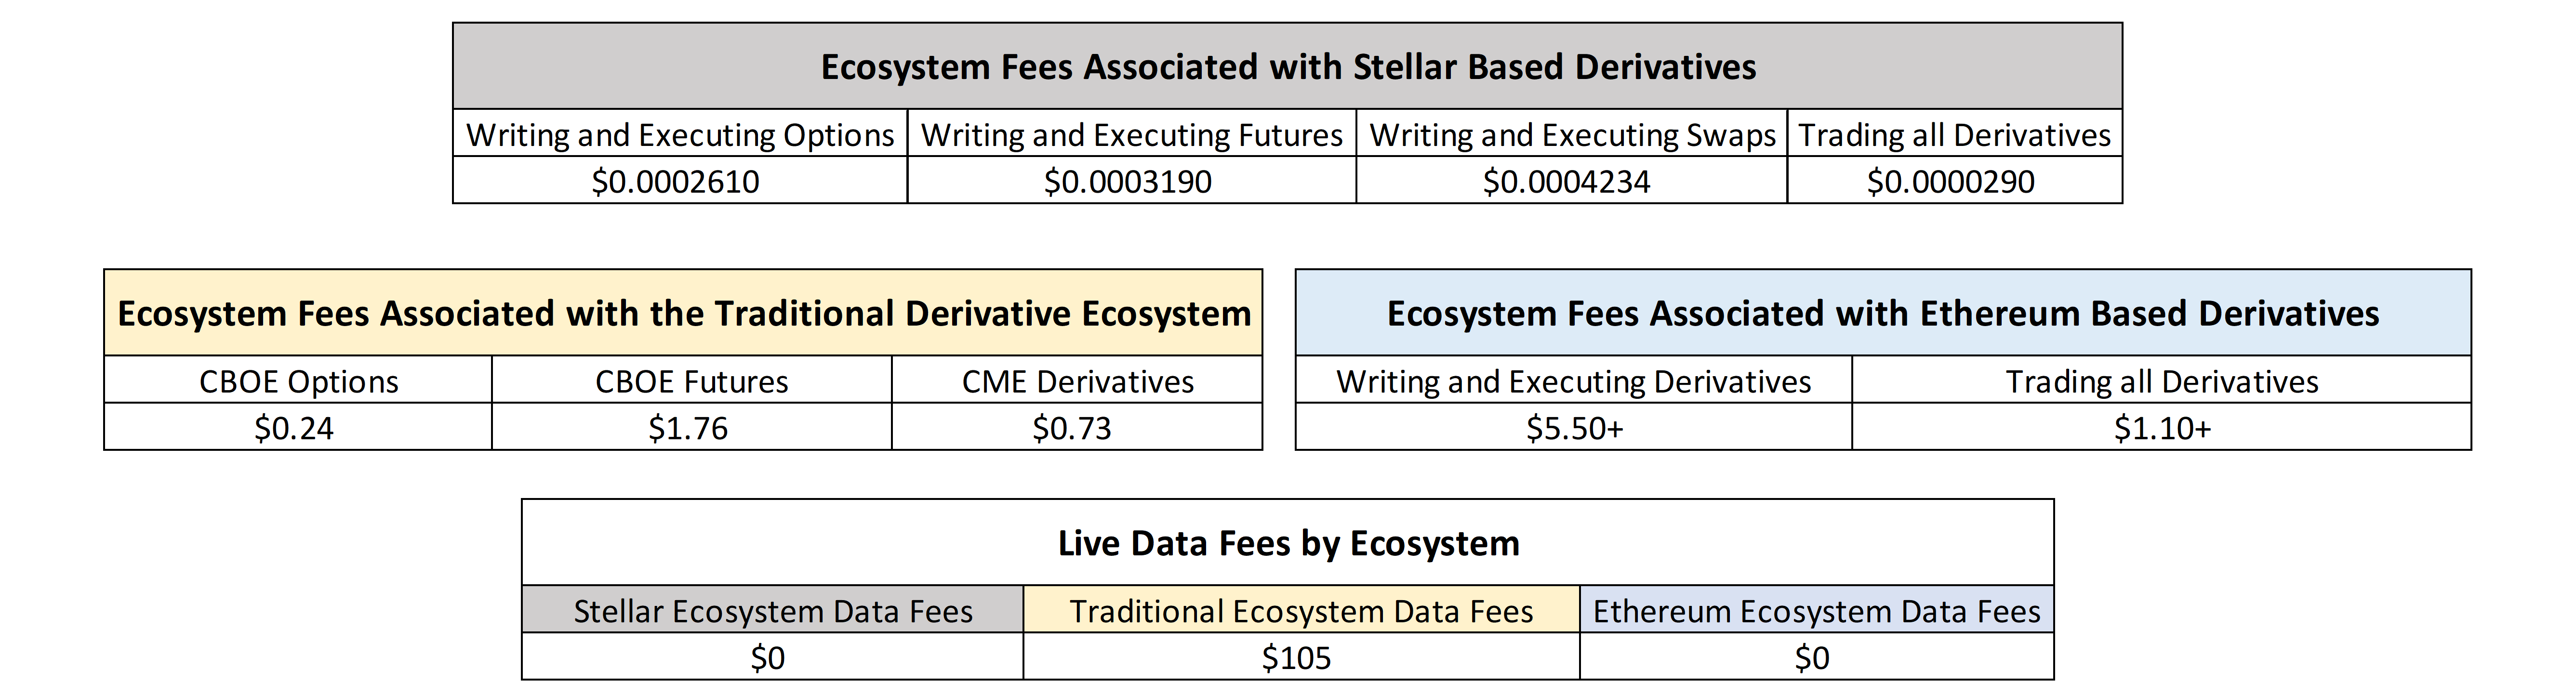 Ecosystem Fees Associated with Stellar Based Derivatives
Writing and Executing Options Writing and Executing Futures Writing and Executing Swaps Trading all Derivatives
$0.0002610 $0.0003190 $0.0004234 $0.0000290
Ecosystem Fees Associated with the Traditional Derivative Ecosystem
CBOE Options CBOE Futures CME Derivatives
$0.24 $1.76 $0.73
Ecosystem Fees Associated with Ethereum Based Derivatives
Writing and Executing Derivatives Trading all Derivatives
$5.50+ $1.10+
Live Data Fees by Ecosystem
Stellar Ecosystem Data Fees Traditional Ecosystem Data Fees Ethereum Ecosystem Data Fees
$0 $105 $0